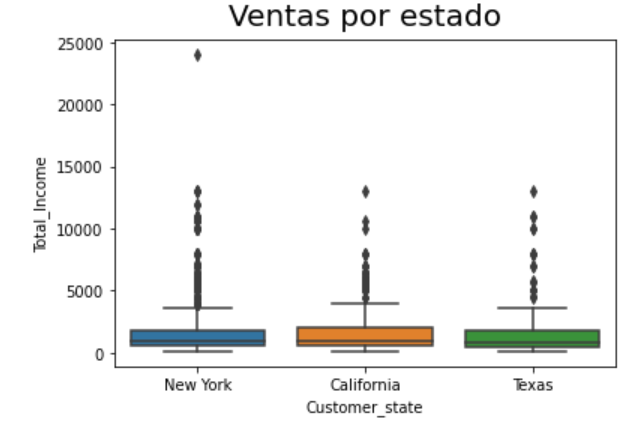 Ventas por estado
25000
20000
15000
10000
5000
0
Total_Income
New York California Texas
Customer_state